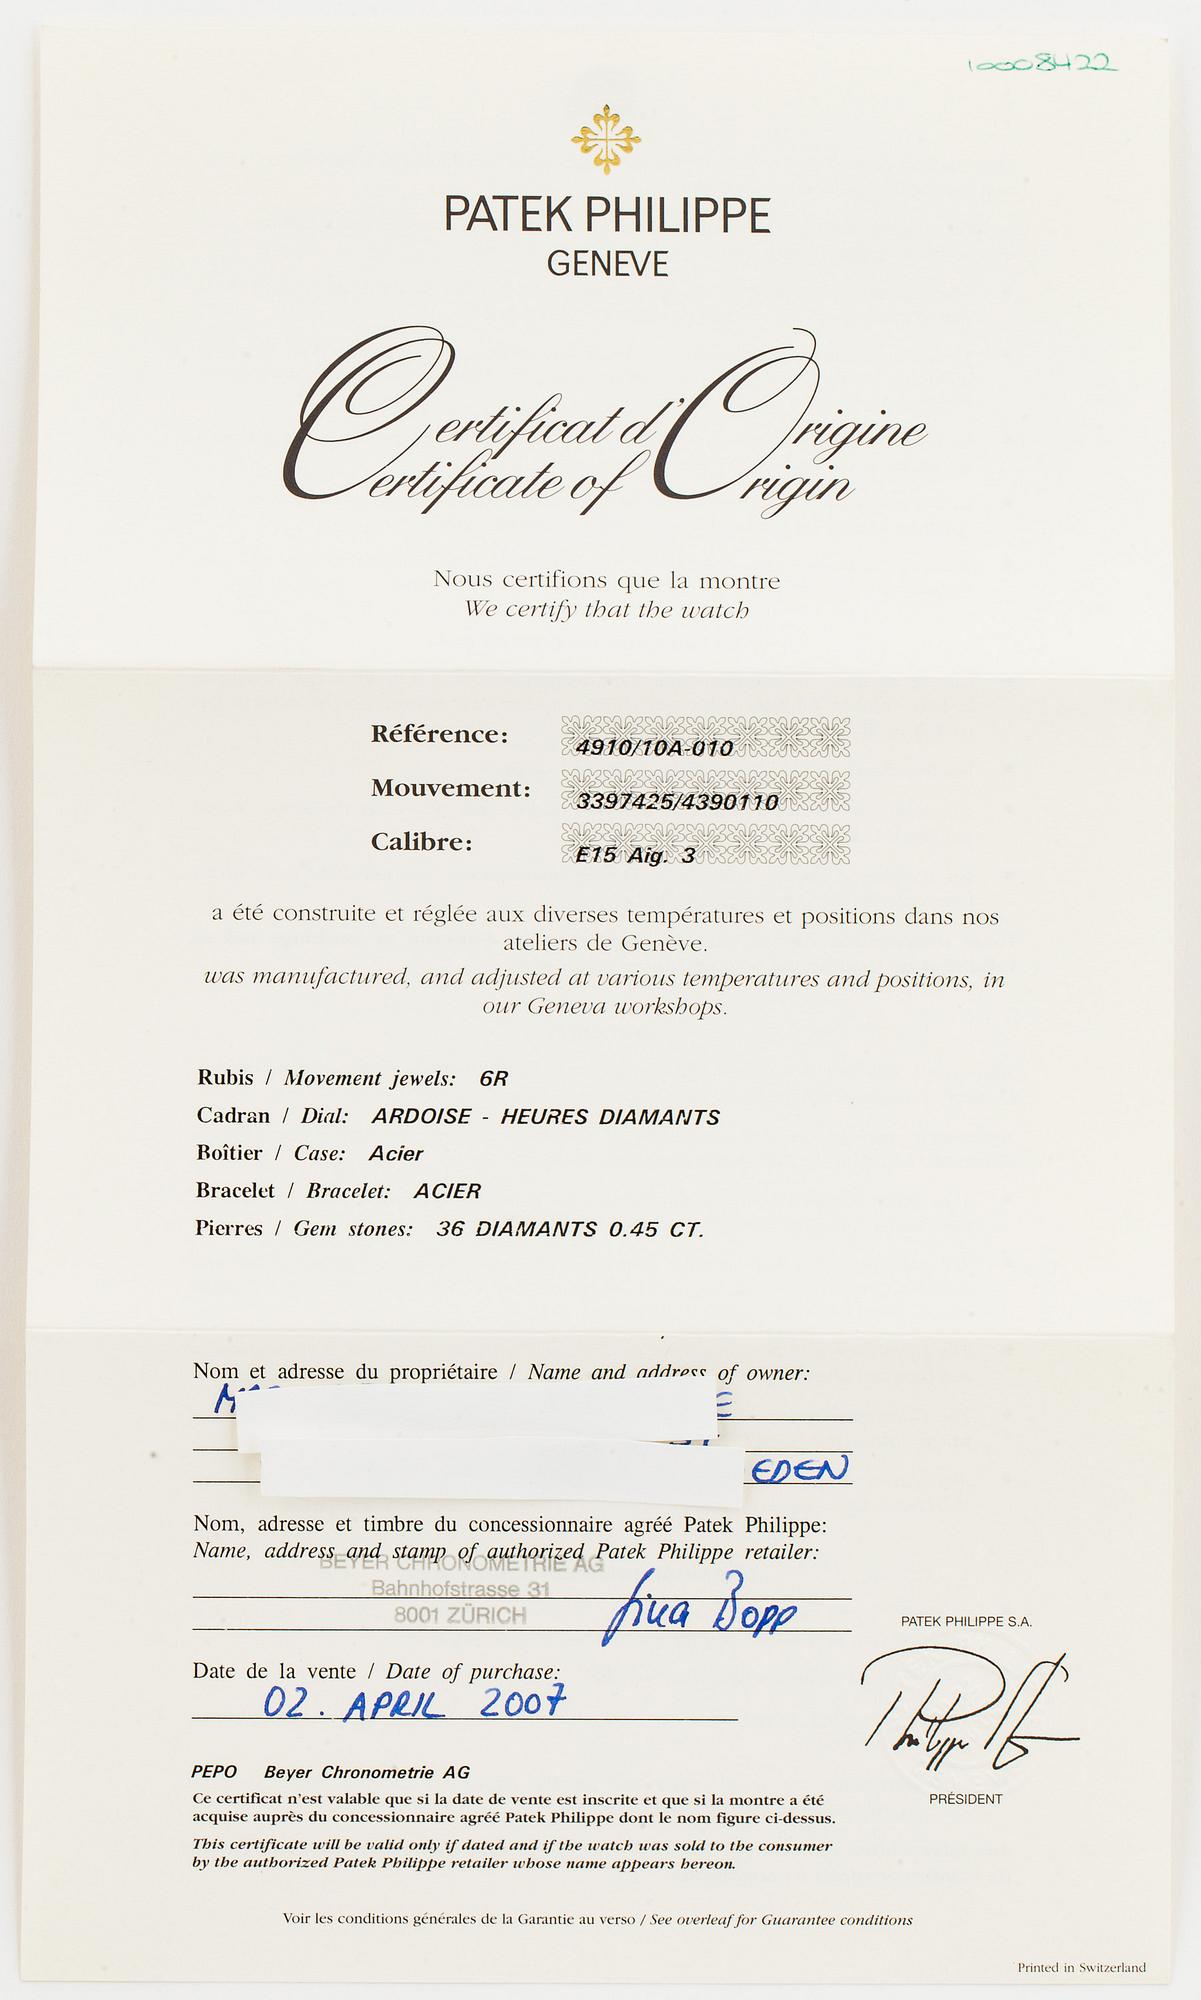 10008422
PATEK PHILIPPE
GENEVE
Certificat d'Origine
Certificate of Origin
Nous certifions que la montre
We certify that the watch
Référence: 4910/10A-010
Mouvement: 3397425/4390110
Calibre: E15 Aig. 3
a été construite et réglée aux diverses températures et positions dans nos
ateliers de Genève.
was manufactured, and adjusted at various temperatures and positions, in
our Geneva workshops.
Rubis / Movement jewels: 6R
Cadran / Dial: ARDOISE - HEURES DIAMANTS
Boîtier / Case: Acier
Bracelet / Bracelet: ACIER
Pierres / Gem stones: 36 DIAMANTS 0.45 CT.
Nom et adresse du propriétaire / Name and address of owner:
EDEN
Nom, adresse et timbre du concessionnaire agréé Patek Philippe:
Name, address and stamp of authorized Patek Philippe retailer:
BEYER CHRONOMETRIE AG
Bahnhofstrasse 31
8001 ZÜRICH
Bopp
PATEK PHILIPPE S.A.
Date de la vente / Date of purchase:
02. APRIL 2007
PRÉSIDENT
PEPO Beyer Chronometrie AG
Ce certificat n'est valable que si la date de vente est inscrite et que si la montre a été
acquise auprès du concessionnaire agréé Patek Philippe dont le nom figure ci-dessus.
This certificate will be valid only if dated and if the watch was sold to the consumer
by the authorized Patek Philippe retailer whose name appears hereon.
Voir les conditions générales de la Garantie au verso / See overleaf for Guarantee conditions
Printed in Switzerland